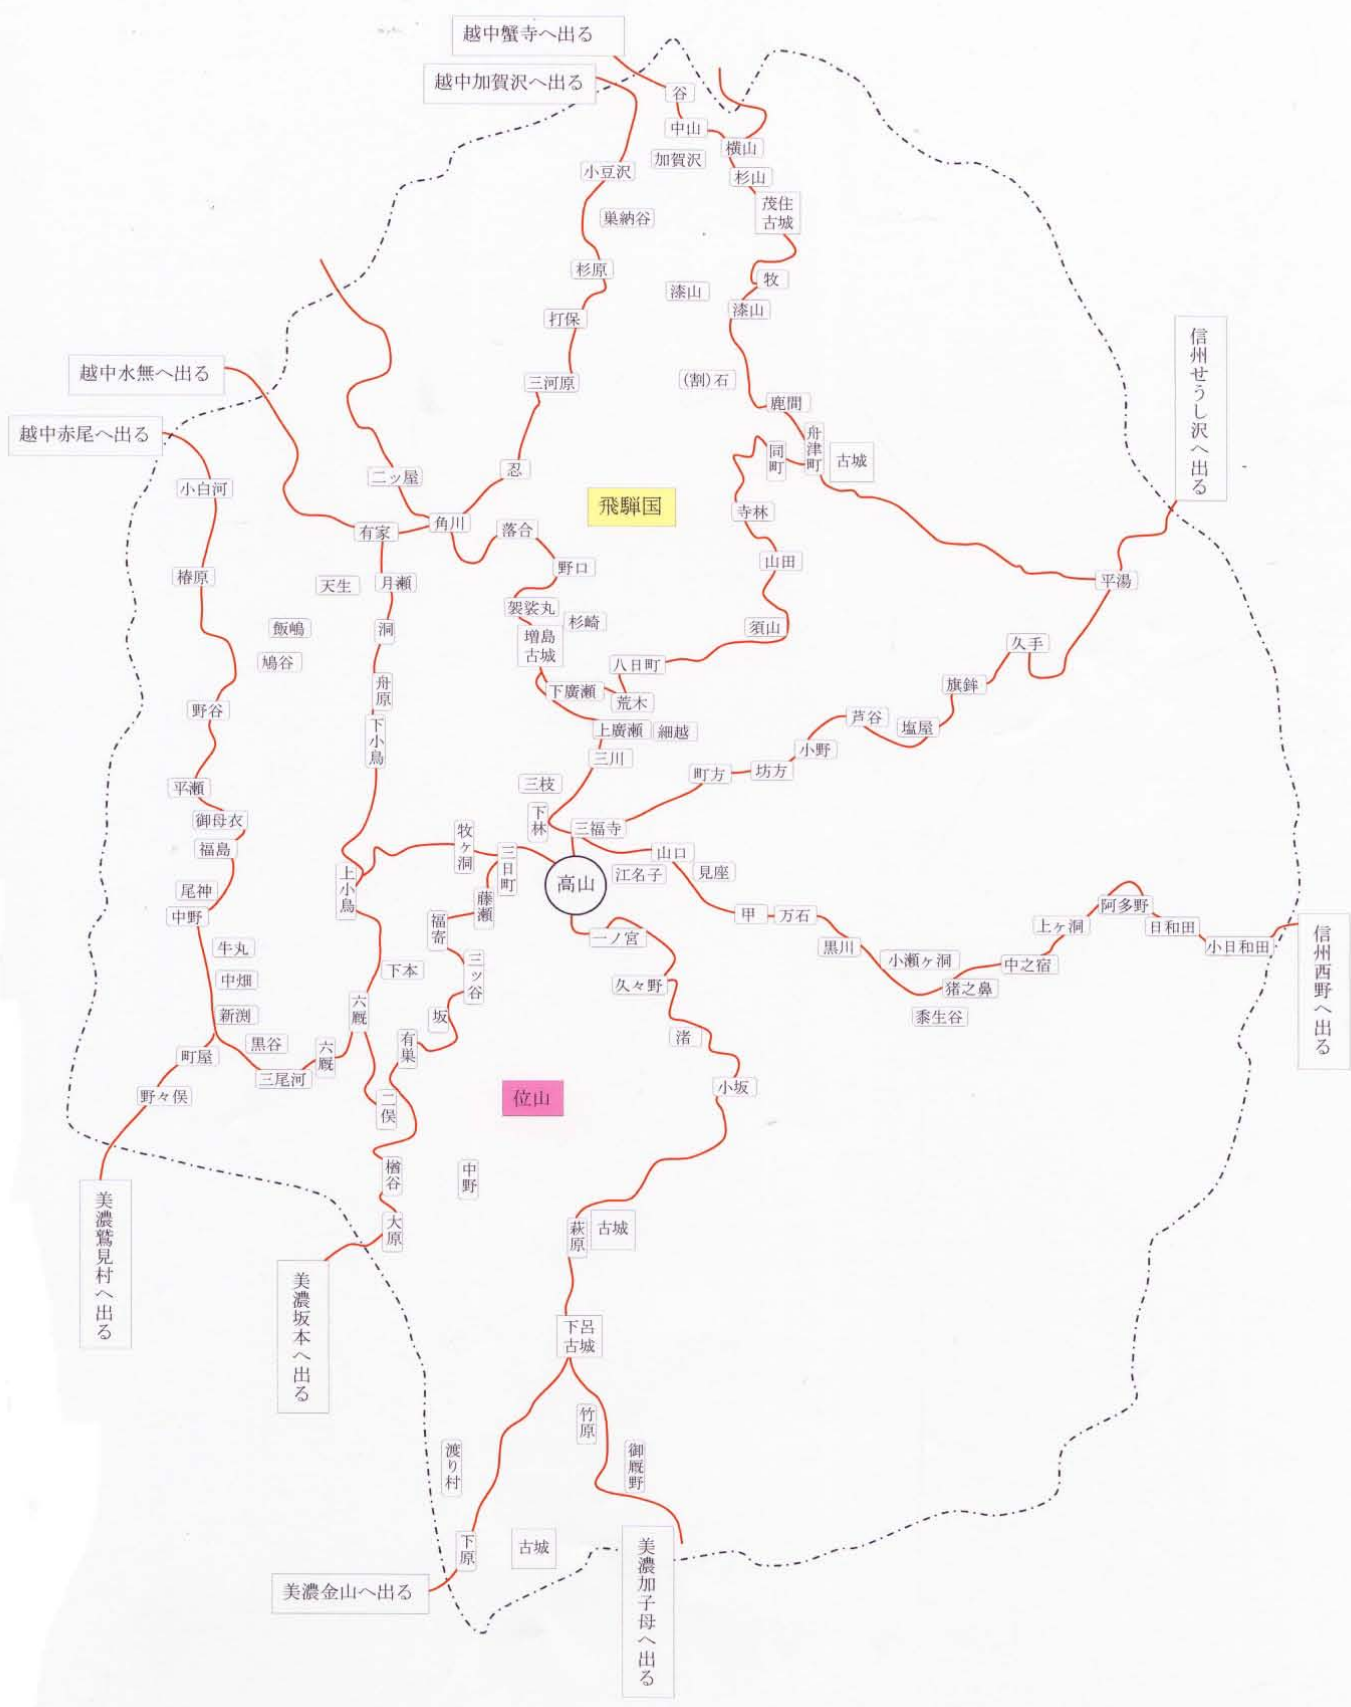 越中蟹寺へ出る
越中加賀沢へ出る
谷
中山
横山
加賀沢
小豆沢
杉山
茂住
古城
巣納谷
杉原
牧
漆山
漆山
打保
信州せうし沢へ出る
越中水無へ出る
三河原
(割)石
鹿間
越中赤尾へ出る
舟津町
同町
古城
忍
二ッ屋
小白河
飛騨国
寺林
角川
有家
落合
山田
野口
椿原
天生
月瀬
平湯
袈裟丸
杉崎
飯嶋
洞
増島
古城
須山
久手
鳩谷
八日町
舟原
下廣瀬
荒木
旗鉾
野谷
芦谷
塩屋
下小鳥
上廣瀬
細越
小野
三川
町方
坊方
平瀬
三枝
御母衣
下林
三福寺
福島
牧ヶ洞
三日町
山口
江名子
見座
高山
上小鳥
尾神
藤瀬
中野
福寄
甲
万石
阿多野
上ヶ洞
日和田
一ノ宮
牛丸
黒川
小日和田
信州西野へ出る
小瀬ヶ洞
中之宿
下本
三ッ谷
中畑
久々野
猪之鼻
新渕
六厩
坂
黍生谷
渚
黒谷
六厩
有巣
町屋
三尾河
小坂
野々俣
二俣
位山
楢谷
中野
美濃鷲見村へ出る
大原
萩原
古城
美濃坂本へ出る
下呂
古城
竹原
渡り村
御厩野
下原
古城
美濃加子母へ出る
美濃金山へ出る